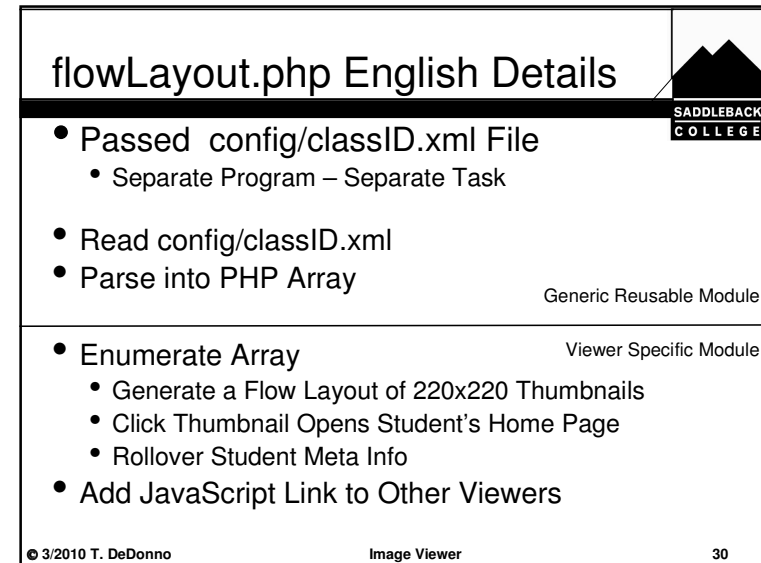 flowLayout.php English Details
SADDLEBACK
COLLEGE
• Passed config/classID.xml File
• Separate Program – Separate Task
• Read config/classID.xml
• Parse into PHP Array
Generic Reusable Module
Viewer Specific Module
• Enumerate Array
• Generate a Flow Layout of 220x220 Thumbnails
• Click Thumbnail Opens Student's Home Page
• Rollover Student Meta Info
• Add JavaScript Link to Other Viewers
© 3/2010 T. DeDonno Image Viewer 30